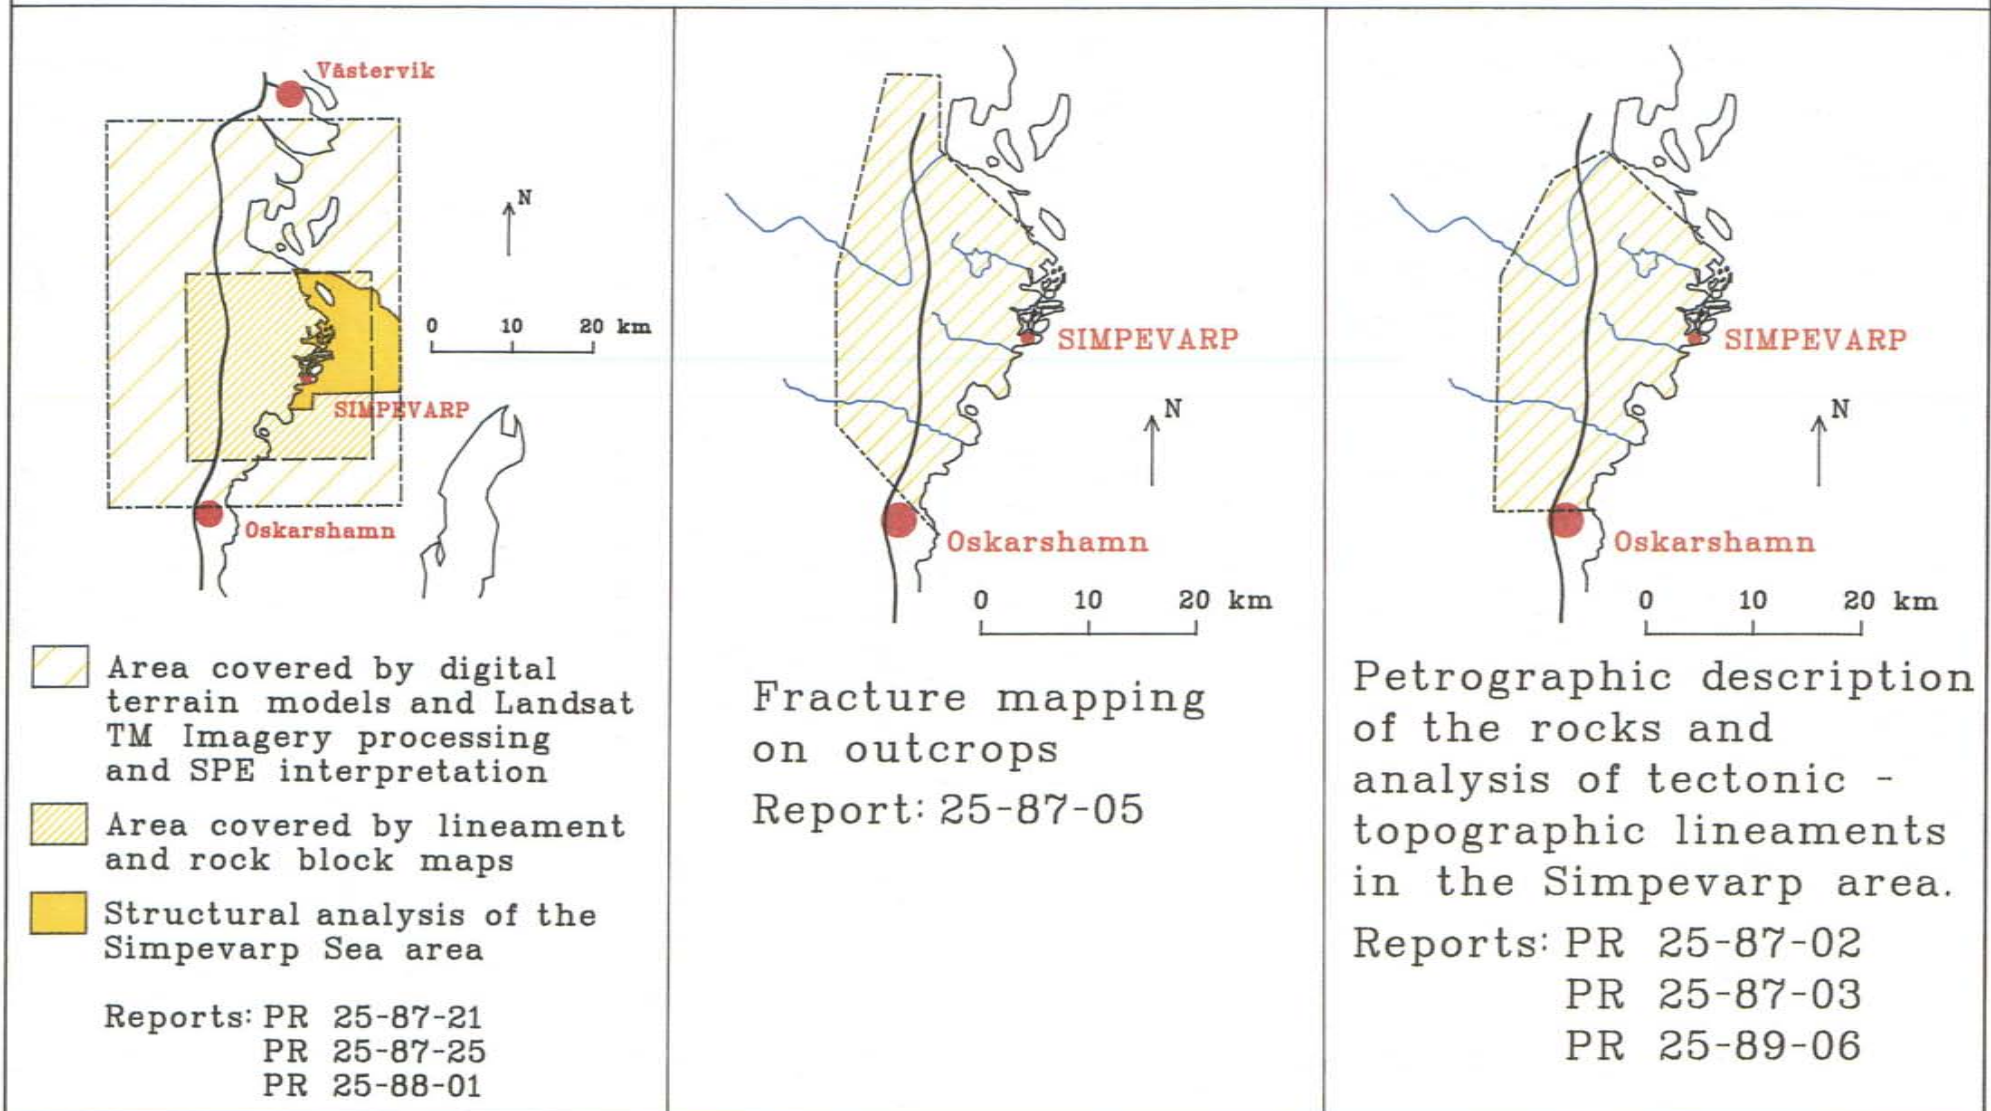 Västervik
N
0 10 20 km
SIMPEVARP
Oskarshamn
Area covered by digital
terrain models and Landsat
TM Imagery processing
and SPE interpretation
Area covered by lineament
and rock block maps
Structural analysis of the
Simpevarp Sea area
Reports: PR 25-87-21
PR 25-87-25
PR 25-88-01
SIMPEVARP
N
Oskarshamn
0 10 20 km
Fracture mapping
on outcrops
Report: 25-87-05
SIMPEVARP
N
Oskarshamn
0 10 20 km
Petrographic description
of the rocks and
analysis of tectonic -
topographic lineaments
in the Simpevarp area.
Reports: PR 25-87-02
PR 25-87-03
PR 25-89-06